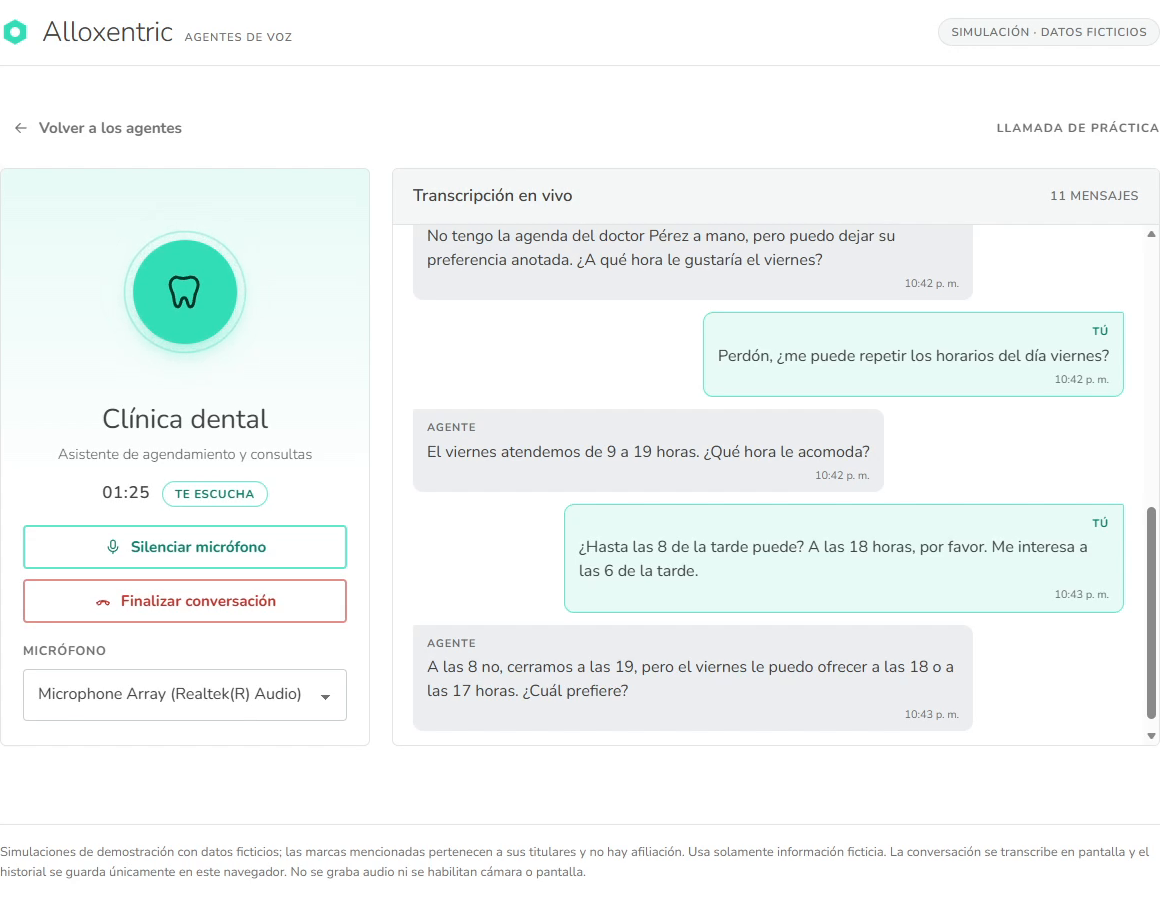 Alloxentric AGENTES DE VOZ
SIMULACIÓN · DATOS FICTICIOS
← Volver a los agentes
LLAMADA DE PRÁCTICA
Clínica dental
Asistente de agendamiento y consultas
01:25 TE ESCUCHA
Silenciar micrófono
Finalizar conversación
MICRÓFONO
Microphone Array (Realtek(R) Audio)
Transcripción en vivo
11 MENSAJES
No tengo la agenda del doctor Pérez a mano, pero puedo dejar su
preferencia anotada. ¿A qué hora le gustaría el viernes?
10:42 p. m.
TÚ
Perdón, ¿me puede repetir los horarios del día viernes?
10:42 p. m.
AGENTE
El viernes atendemos de 9 a 19 horas. ¿Qué hora le acomoda?
10:42 p. m.
TÚ
¿Hasta las 8 de la tarde puede? A las 18 horas, por favor. Me interesa a
las 6 de la tarde.
10:43 p. m.
AGENTE
A las 8 no, cerramos a las 19, pero el viernes le puedo ofrecer a las 18 o a
las 17 horas. ¿Cuál prefiere?
10:43 p. m.
Simulaciones de demostración con datos ficticios; las marcas mencionadas pertenecen a sus titulares y no hay afiliación. Usa solamente información ficticia. La conversación se transcribe en pantalla y el
historial se guarda únicamente en este navegador. No se graba audio ni se habilitan cámara o pantalla.